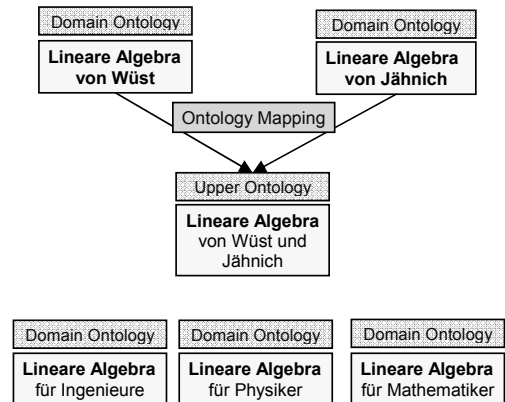 Domain Ontology
Lineare Algebra
von Wüst
Domain Ontology
Lineare Algebra
von Jähnich
Ontology Mapping
Upper Ontology
Lineare Algebra
von Wüst und
Jähnich
Domain Ontology
Lineare Algebra
für Ingenieure
Domain Ontology
Lineare Algebra
für Physiker
Domain Ontology
Lineare Algebra
für Mathematiker